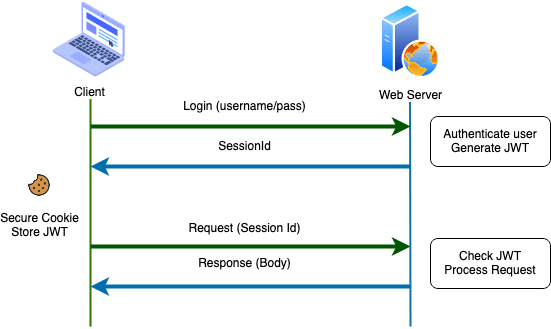 Client
Web Server
Login (username/pass)
Authenticate user
Generate JWT
SessionId
Secure Cookie
Store JWT
Request (Session Id)
Check JWT
Process Request
Response (Body)